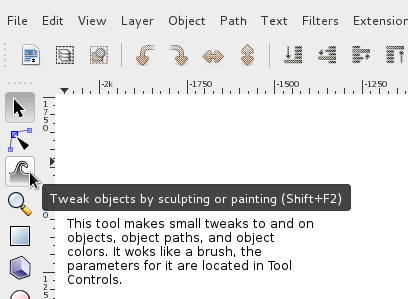 File Edit View Layer Object Path Text Filters Extension
-2k -1750 -1500 -1250
Tweak objects by sculpting or painting (Shift+F2)
This tool makes small tweaks to and on
objects, object paths, and object
colors. It woks like a brush, the
parameters for it are located in Tool
Controls.